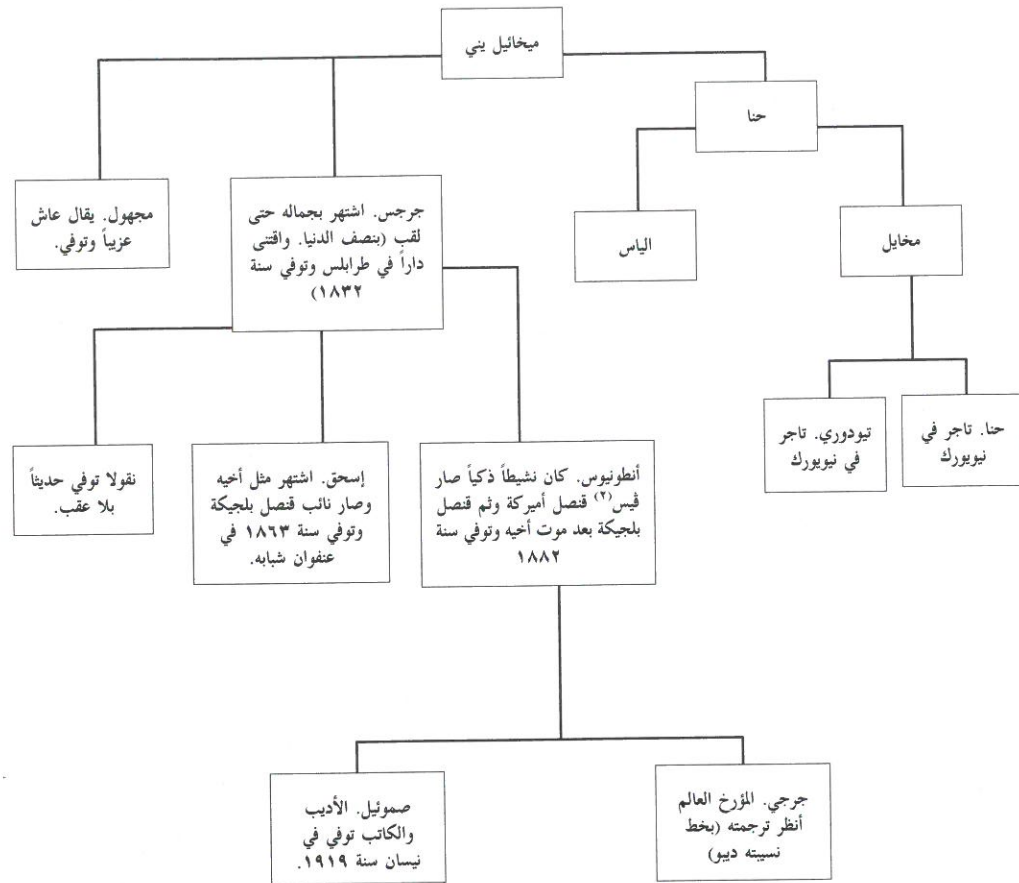 ميخائيل يني
حنا
مجهول. يقال عاش
عزيباً وتوفي.
جرجس. اشتهر بجماله حتى
لقب (بنصف الدنيا. واقتنى
داراً في طرابلس وتوفي سنة
١٨٣٢)
الياس
مخايل
حنا. تاجر في
نيويورك
تيودوري. تاجر
في نيويورك
أنطونيوس. كان نشيطاً ذكياً صار
ڤيس(٢) قنصل أميركة وثم قنصل
بلجيكة بعد موت أخيه وتوفي سنة
١٨٨٢
إسحق. اشتهر مثل أخيه
وصار نائب قنصل بلجيكة
وتوفي سنة ١٨٦٣ في
عنفوان شبابه.
نقولا توفي حديثاً
بلا عقب.
جرجي. المؤرخ العالم
أنظر ترجمته (بخط
نسيبته ديبو)
صموئيل. الأديب
والكاتب توفي في
نيسان سنة ١٩١٩.